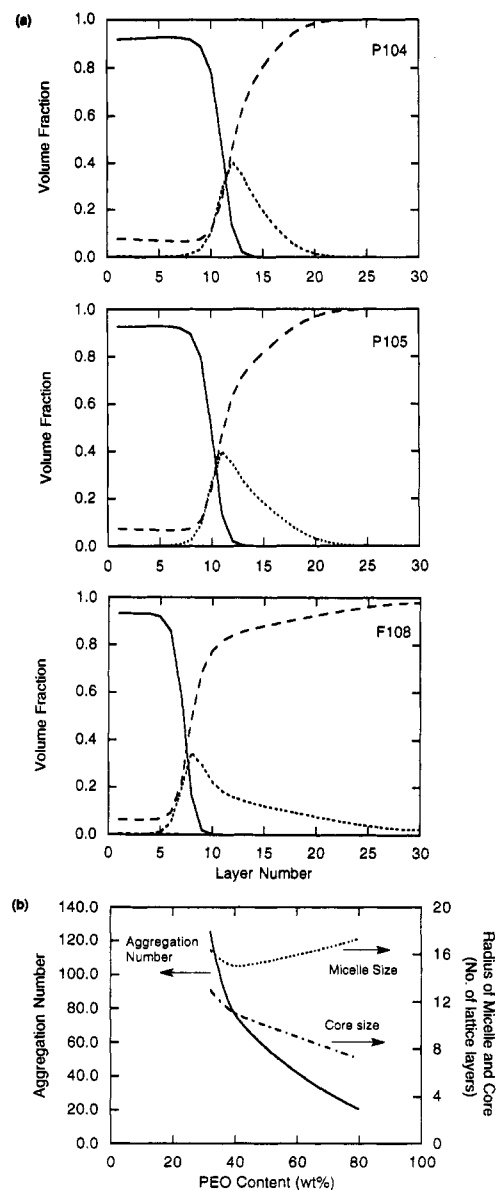 (a)
1.0
0.8
0.6
0.4
0.2
0.0
Volume Fraction
P104
0 5 10 15 20 25 30
1.0
0.8
0.6
0.4
0.2
0.0
Volume Fraction
P105
0 5 10 15 20 25 30
1.0
0.8
0.6
0.4
0.2
0.0
Volume Fraction
F108
0 5 10 15 20 25 30
Layer Number
(b)
140.0
120.0
100.0
80.0
60.0
40.0
20.0
0.0
Aggregation Number
Aggregation
Number
Micelle Size
Core size
20
16
12
8
4
0
Radius of Micelle and Core
(No. of lattice layers)
0 20 40 60 80 100
PEO Content (wt%)